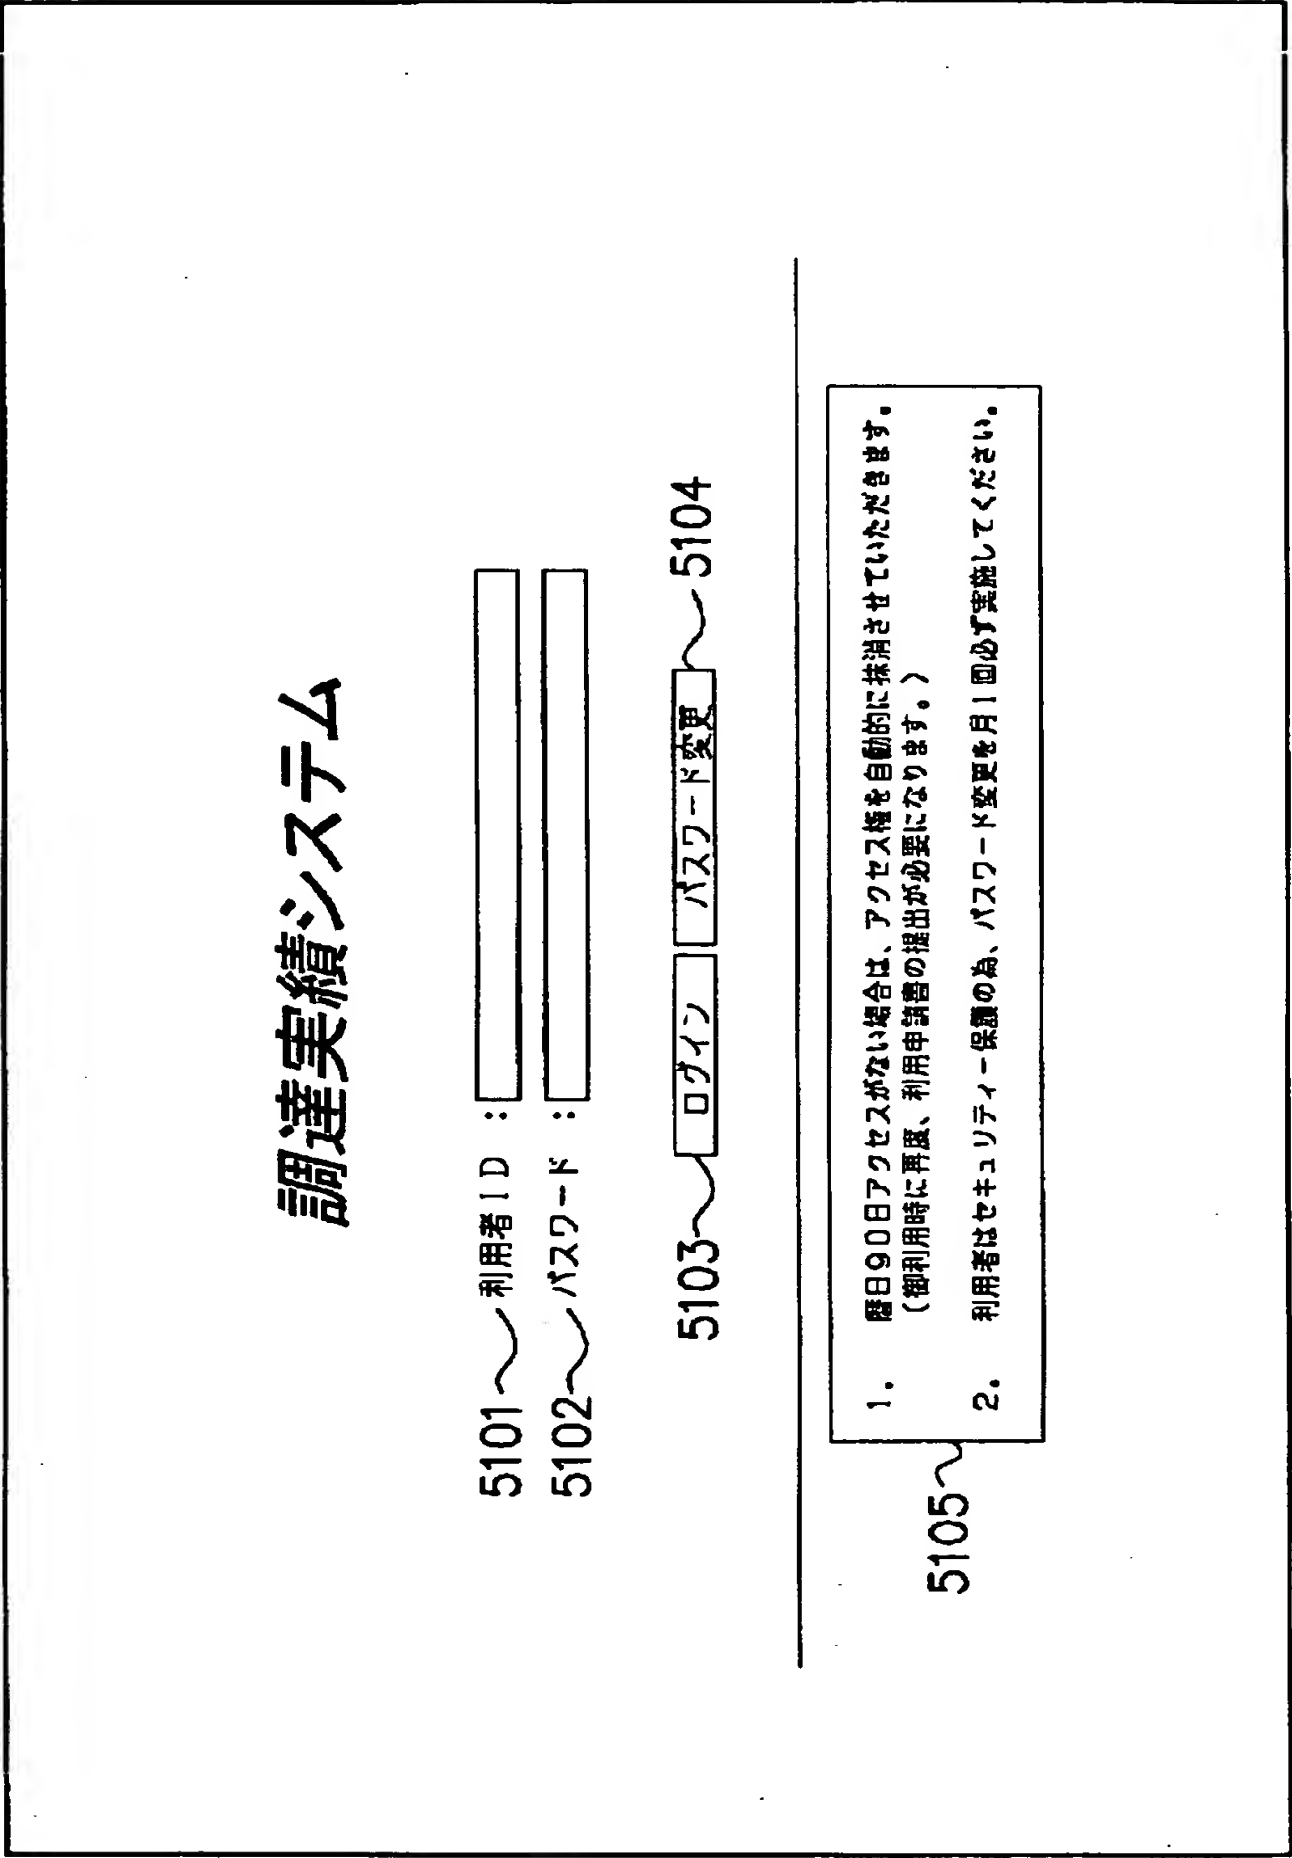 調達実績システム
5101 利用者ID :
5102 パスワード :
5103 ログイン パスワード変更 5104
1. 暦日90日アクセスがない場合は、アクセス権を自動的に抹消させていただきます。
(御利用時に再度、利用申請書の提出が必要になります。)
2. 利用者はセキュリティー保護の為、パスワード変更を月1回必ず実施してください。
5105